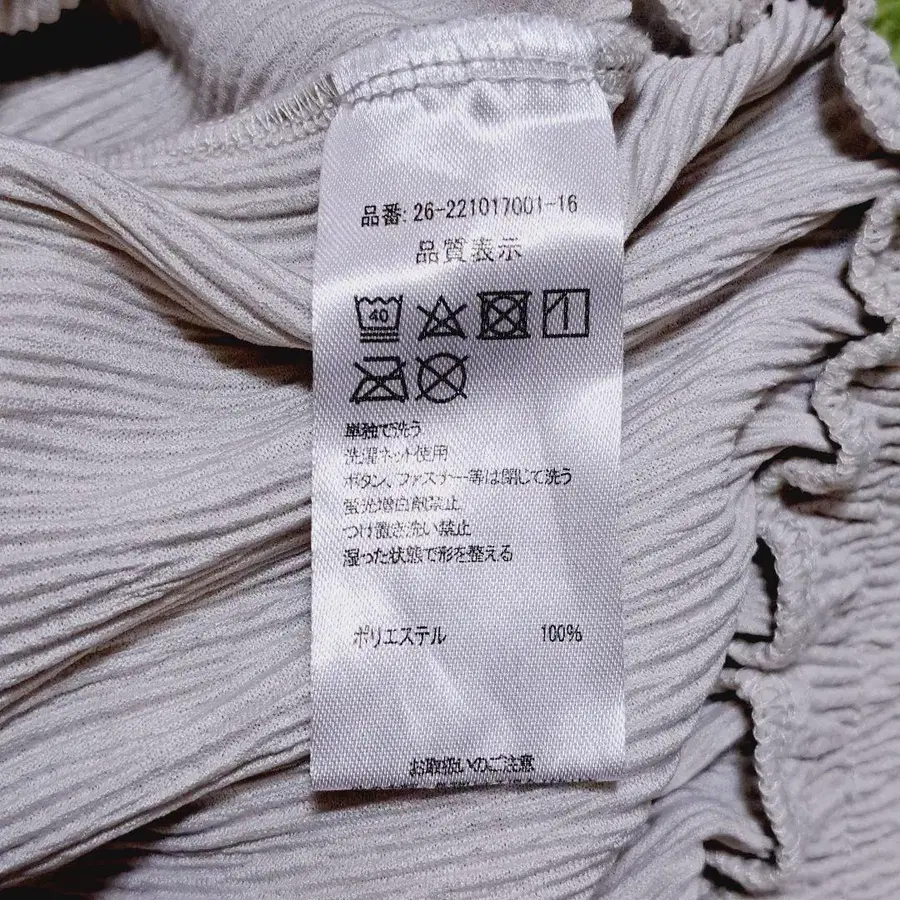 品番: 26-221017001-16
品質表示
40
単独で洗う
洗濯ネット使用
ボタン、ファスナー等は閉じて洗う
蛍光増白剤禁止
つけ置き洗い禁止
湿った状態で形を整える
ポリエステル 100%
お取扱いのご注意